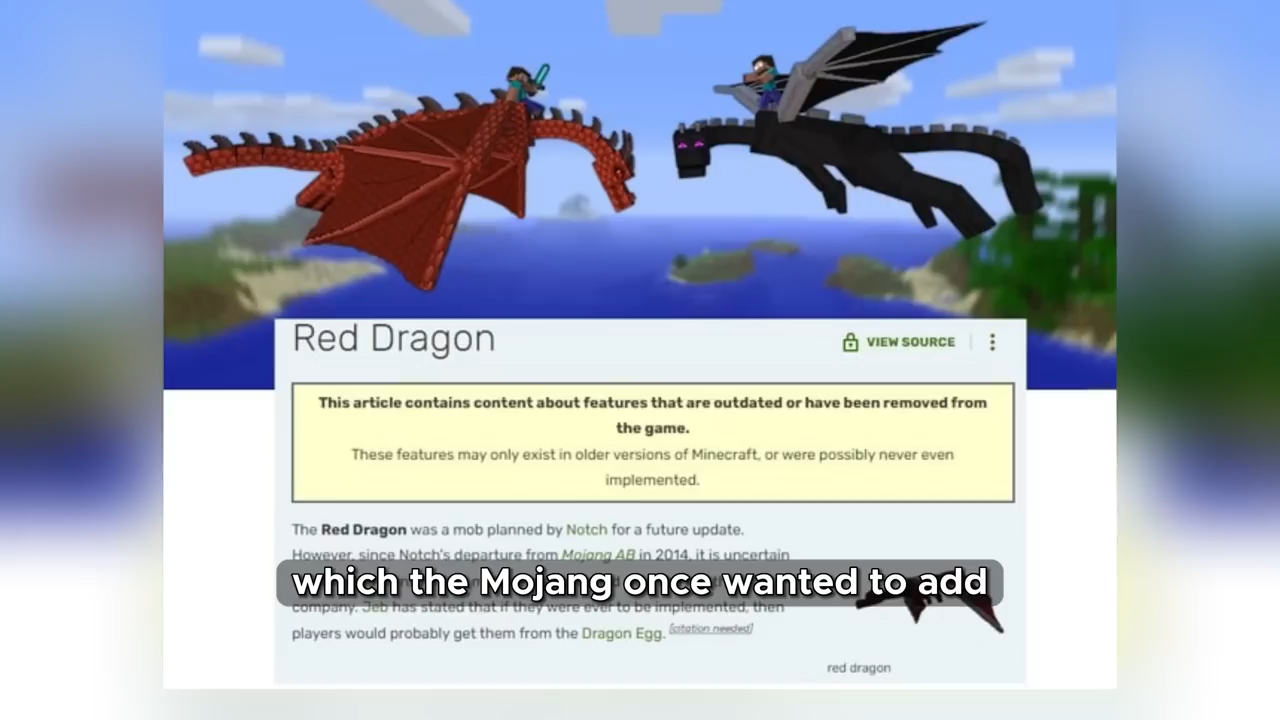 Red Dragon
VIEW SOURCE
This article contains content about features that are outdated or have been removed from
the game.
These features may only exist in older versions of Minecraft, or were possibly never even
implemented.
The Red Dragon was a mob planned by Notch for a future update.
However, since Notch's departure from Mojang AB in 2014, it is uncertain
which the Mojang once wanted to add
company. Jeb has stated that if they were ever to be implemented, then
players would probably get them from the Dragon Egg. [citation needed]
red dragon